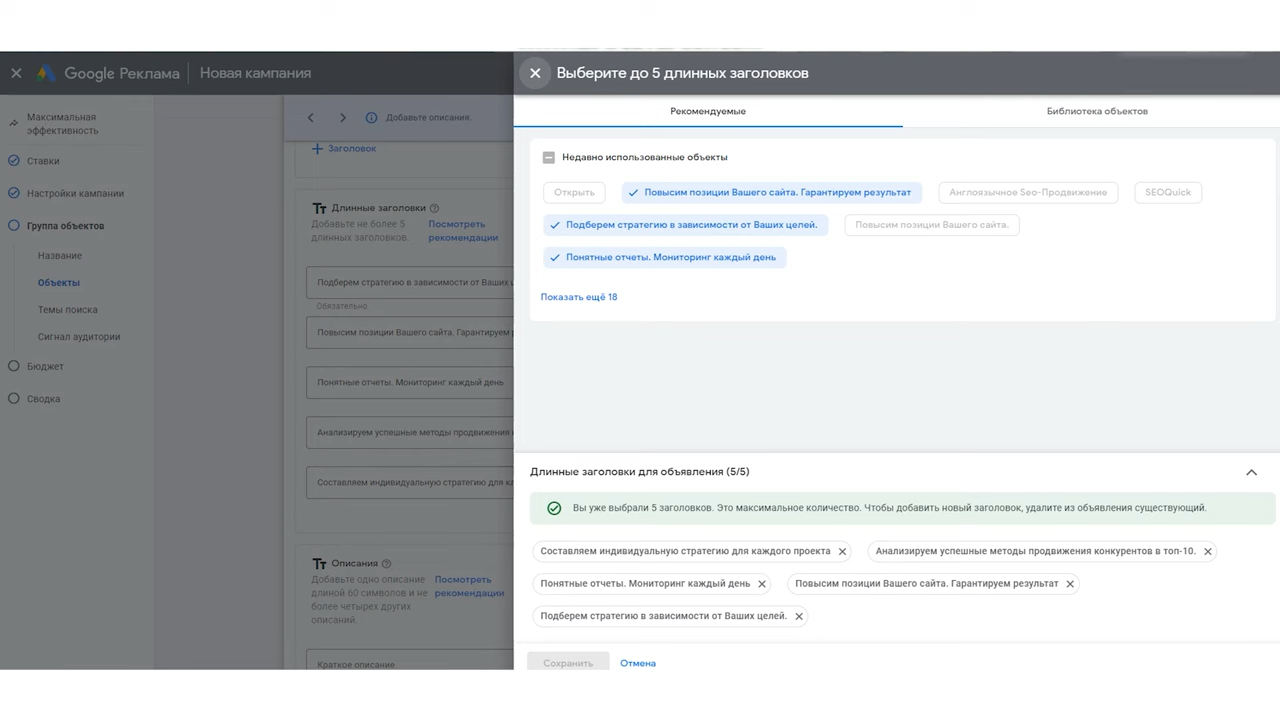 Google Реклама
Новая кампания
Выберите до 5 длинных заголовков
Максимальная
эффективность
Ставки
Настройки кампании
Группа объектов
Название
Объекты
Темы поиска
Сигнал аудитории
Бюджет
Сводка
Добавьте описания.
Заголовок
Длинные заголовки
Добавьте не более 5
длинных заголовков.
Посмотреть
рекомендации
Подберем стратегию в зависимости от Ваших
Обязательно
Повысим позиции Вашего сайта. Гарантируем
Понятные отчеты. Мониторинг каждый день
Анализируем успешные методы продвижения
Составляем индивидуальную стратегию для
Описания
Добавьте одно описание
длиной 60 символов и не
более четырех других
описаний.
Посмотреть
рекомендации
Краткое описание
Рекомендуемые
Библиотека объектов
Недавно использованные объекты
Открыть
Повысим позиции Вашего сайта. Гарантируем результат
Англоязычное Seo-Продвижение
SEOQuick
Подберем стратегию в зависимости от Ваших целей.
Повысим позиции Вашего сайта.
Понятные отчеты. Мониторинг каждый день
Показать ещё 18
Длинные заголовки для объявления (5/5)
Вы уже выбрали 5 заголовков. Это максимальное количество. Чтобы добавить новый заголовок, удалите из объявления существующий.
Составляем индивидуальную стратегию для каждого проекта
Анализируем успешные методы продвижения конкурентов в топ-10.
Понятные отчеты. Мониторинг каждый день
Повысим позиции Вашего сайта. Гарантируем результат
Подберем стратегию в зависимости от Ваших целей.
Сохранить
Отмена